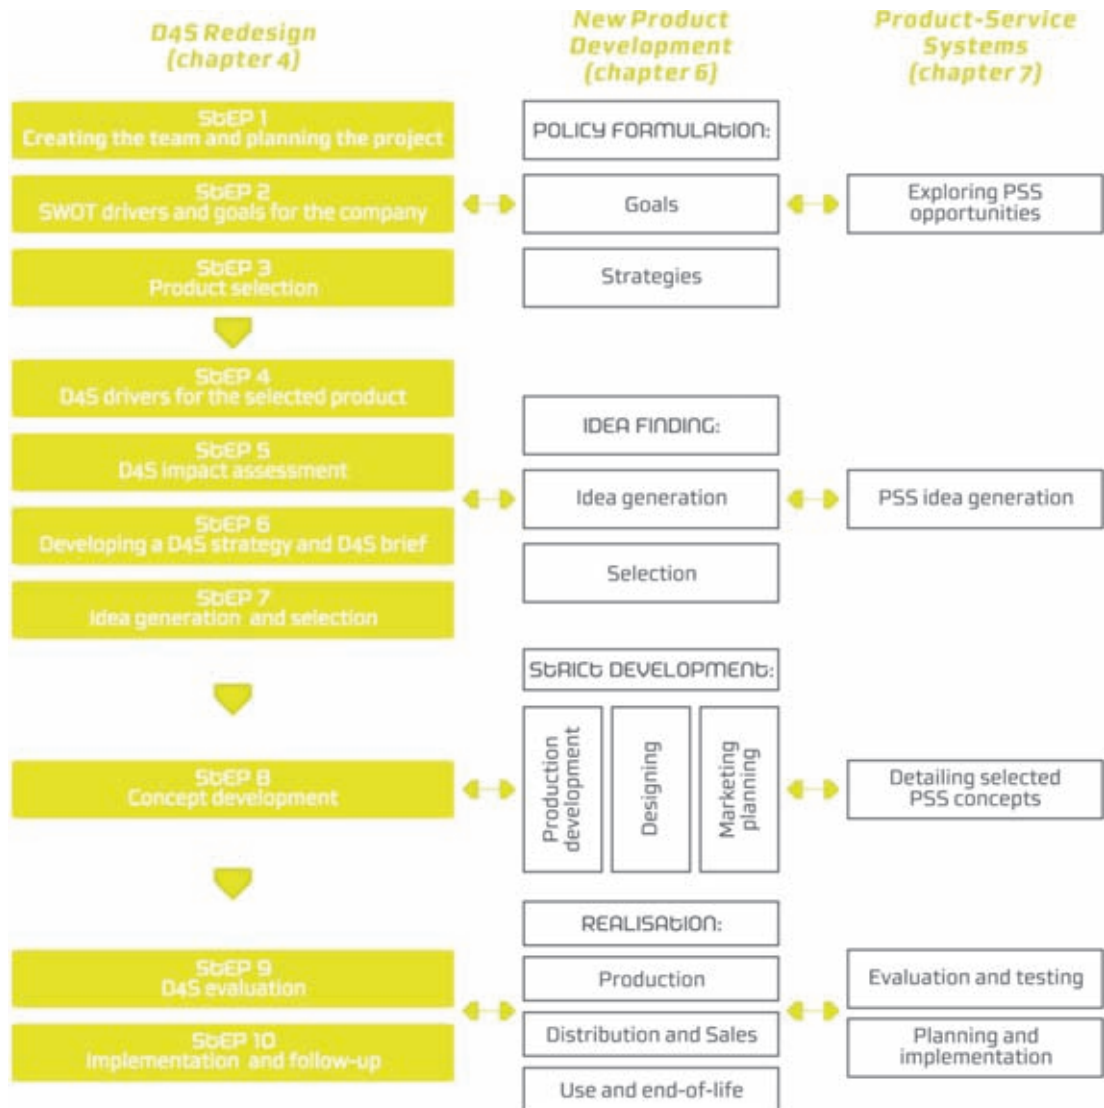 D4S Redesign
(chapter 4)
New Product
Development
(chapter 6)
Product-Service
Systems
(chapter 7)
StEP 1
Creating the team and planning the project
StEP 2
SWOT drivers and goals for the company
StEP 3
Product selection
StEP 4
D4S drivers for the selected product
StEP 5
D4S impact assessment
StEP 6
Developing a D4S strategy and D4S brief
StEP 7
Idea generation and selection
StEP 8
Concept development
StEP 9
D4S evaluation
StEP 10
Implementation and follow-up
POLICY FORMULAtION:
Goals
Strategies
IDEA FINDING:
Idea generation
Selection
StRICt DEVELOPMENt:
Production
development
Designing
Marketing
planning
REALISAtION:
Production
Distribution and Sales
Use and end-of-life
Exploring PSS
opportunities
PSS idea generation
Detailing selected
PSS concepts
Evaluation and testing
Planning and
implementation